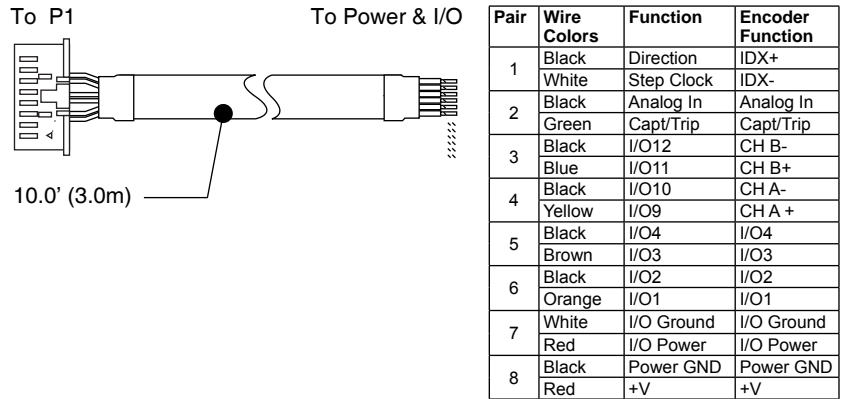 To P1
To Power & I/O
10.0' (3.0m)
Pair Wire Colors Function Encoder Function
1 Black Direction IDX+
White Step Clock IDX-
2 Black Analog In Analog In
Green Capt/Trip Capt/Trip
3 Black I/O12 CH B-
Blue I/O11 CH B+
4 Black I/O10 CH A-
Yellow I/O9 CH A +
5 Black I/O4 I/O4
Brown I/O3 I/O3
6 Black I/O2 I/O2
Orange I/O1 I/O1
7 White I/O Ground I/O Ground
Red I/O Power I/O Power
8 Black Power GND Power GND
Red +V +V